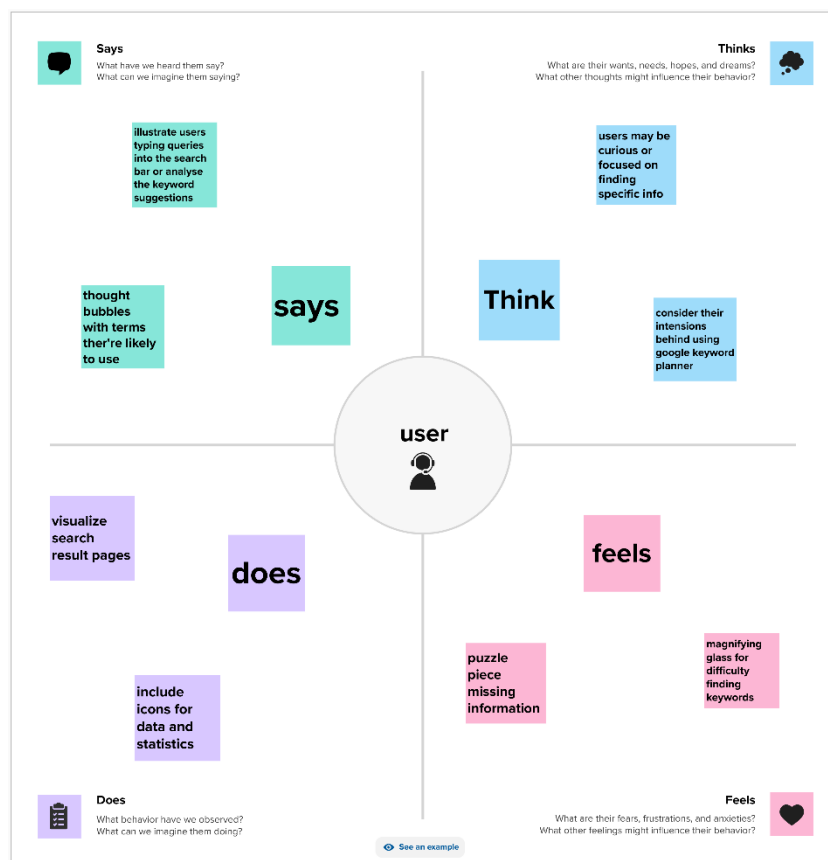 Says
What have we heard them say?
What can we imagine them saying?
Thinks
What are their wants, needs, hopes, and dreams?
What other thoughts might influence their behavior?
illustrate users
typing queries
into the search
bar or analyse
the keyword
suggestions
thought
bubbles
with terms
ther're likely
to use
says
users may be
curious or
focused on
finding
specific info
Think
consider their
intensions
behind using
google keyword
planner
user
visualize
search
result pages
does
include
icons for
data and
statistics
feels
puzzle
piece
missing
information
magnifying
glass for
difficulty
finding
keywords
Does
What behavior have we observed?
What can we imagine them doing?
Feels
What are their fears, frustrations, and anxieties?
What other feelings might influence their behavior?
See an example